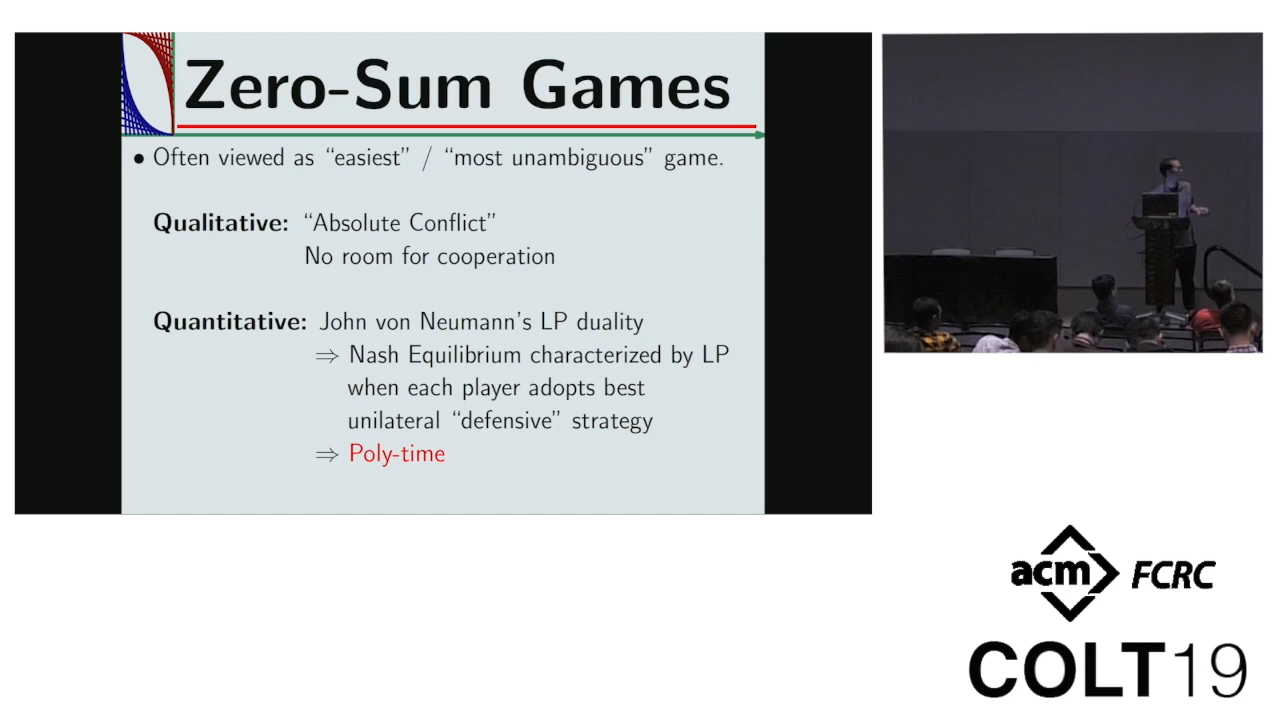 Zero-Sum Games
• Often viewed as “easiest” / “most unambiguous” game.
Qualitative: “Absolute Conflict”
No room for cooperation
Quantitative: John von Neumann's LP duality
⇒ Nash Equilibrium characterized by LP
when each player adopts best
unilateral “defensive” strategy
⇒ Poly-time
acm FCRC
COLT19